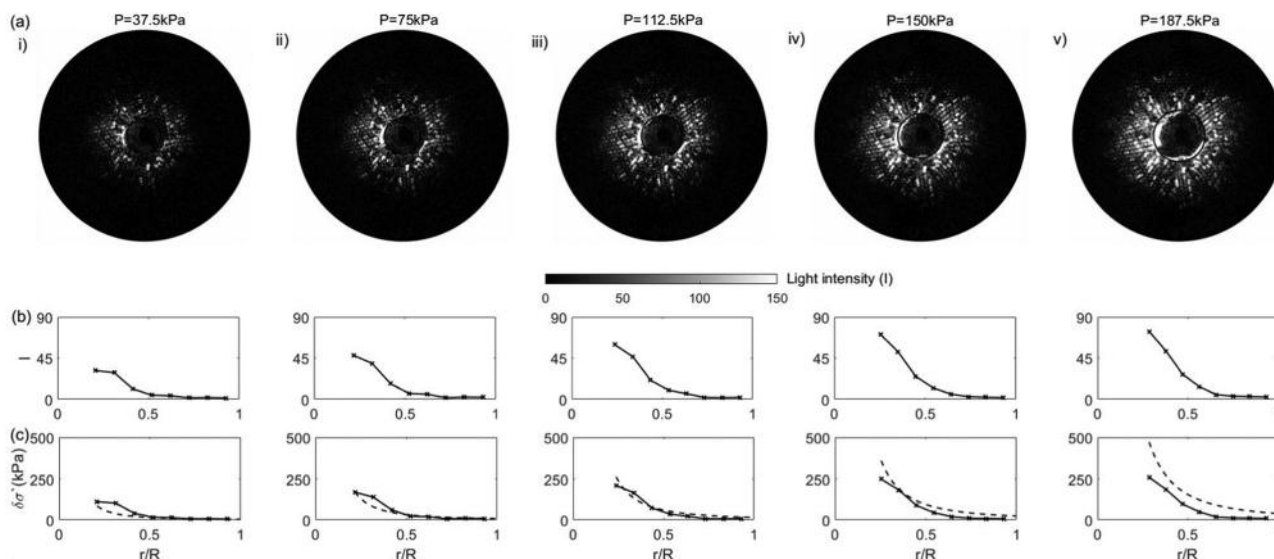 (a)
P=37.5kPa P=75kPa P=112.5kPa P=150kPa P=187.5kPa
i) ii) iii) iv) v)
Light intensity (I)
0 50 100 150
(b)
90 90 90 90 90
I
45 45 45 45 45
0 0 0 0 0
0 0.5 1 0 0.5 1 0 0.5 1 0 0.5 1 0 0.5 1
(c)
500 500 500 500 500
δσ` (kPa)
250 250 250 250 250
0 0 0 0 0
0 0.5 1 0 0.5 1 0 0.5 1 0 0.5 1 0 0.5 1
r/R r/R r/R r/R r/R